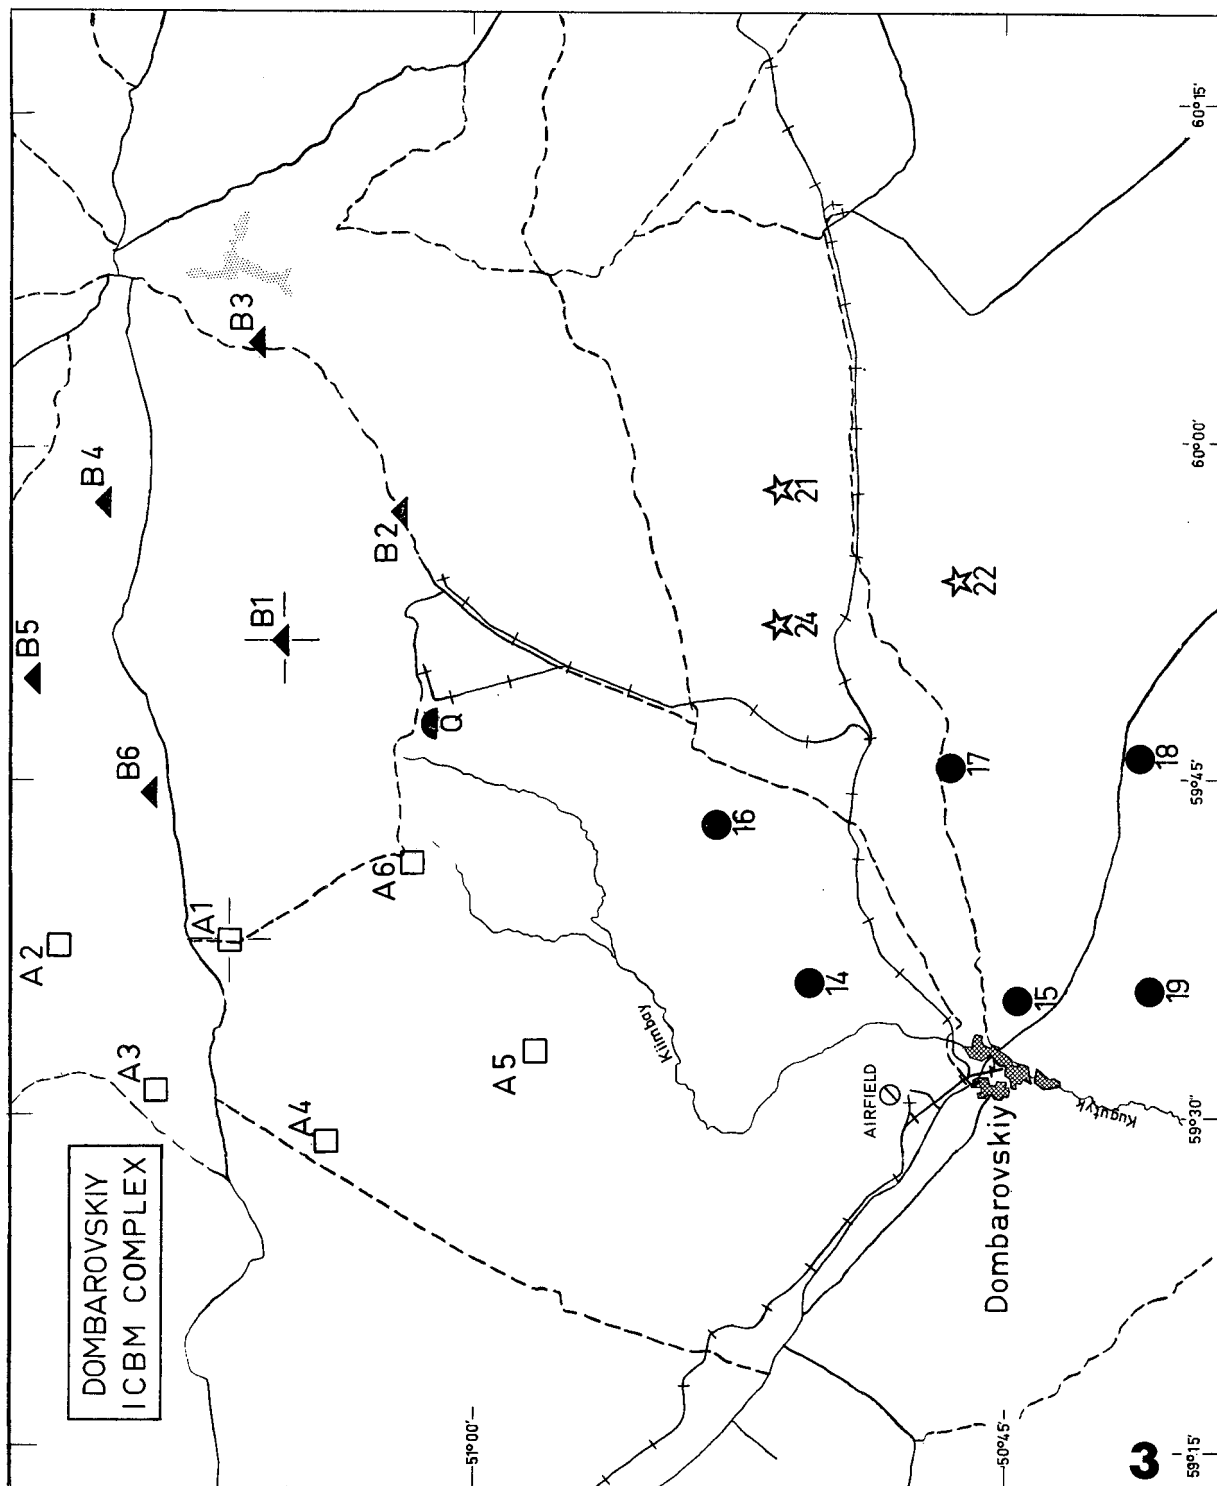 DOMBAROVSKIY
ICBM COMPLEX
A3
A2
B6
B5
B4
A4
A1
B1
B3
A6
Q
B2
A5
Kiimbay
14
16
24
21
AIRFIELD
17
22
Dombarovskiy
15
19
18
Kugutyk
51°00'
50°45'
59°15'
59°30"
59°45'
60°00'
60°15'
3